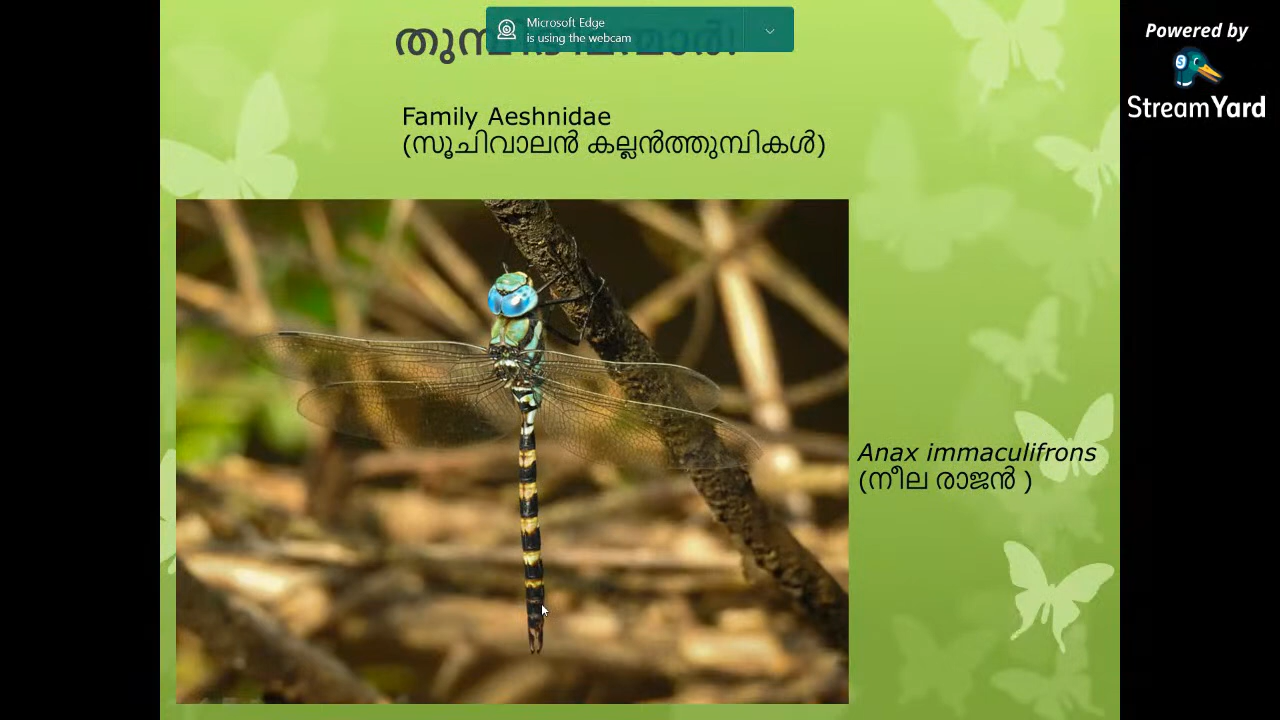 Microsoft Edge
is using the webcam
Powered by
StreamYard
Family Aeshnidae
(സൂചിവാലൻ കല്ലൻത്തുമ്പികൾ)
Anax immaculifrons
(നീല രാജൻ )